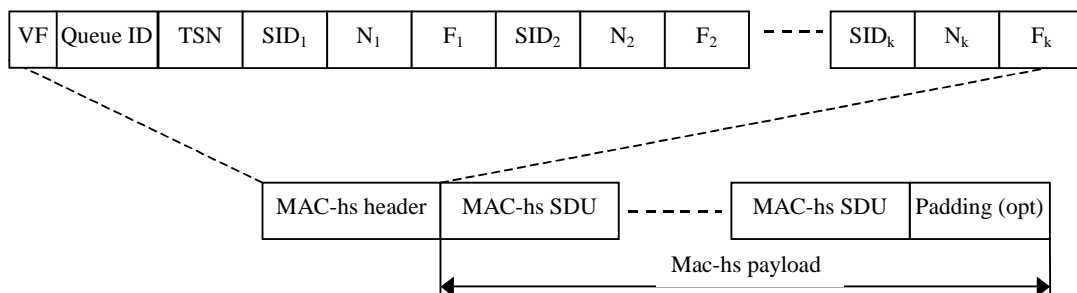 VF Queue ID TSN SID₁ N₁ F₁ SID₂ N₂ F₂ SIDₖ Nₖ Fₖ
MAC-hs header MAC-hs SDU MAC-hs SDU Padding (opt)
Mac-hs payload